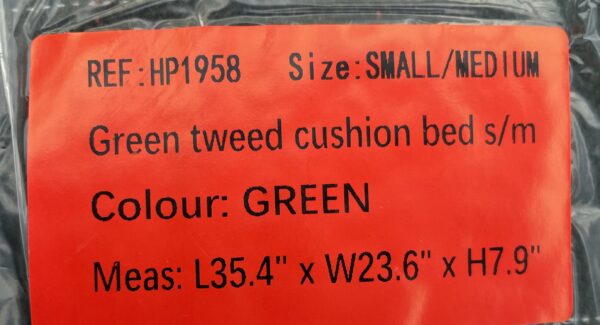 REF:HP1958 Size:SMALL/MEDIUM
Green tweed cushion bed s/m
Colour: GREEN
Meas: L35.4" x W23.6" x H7.9"